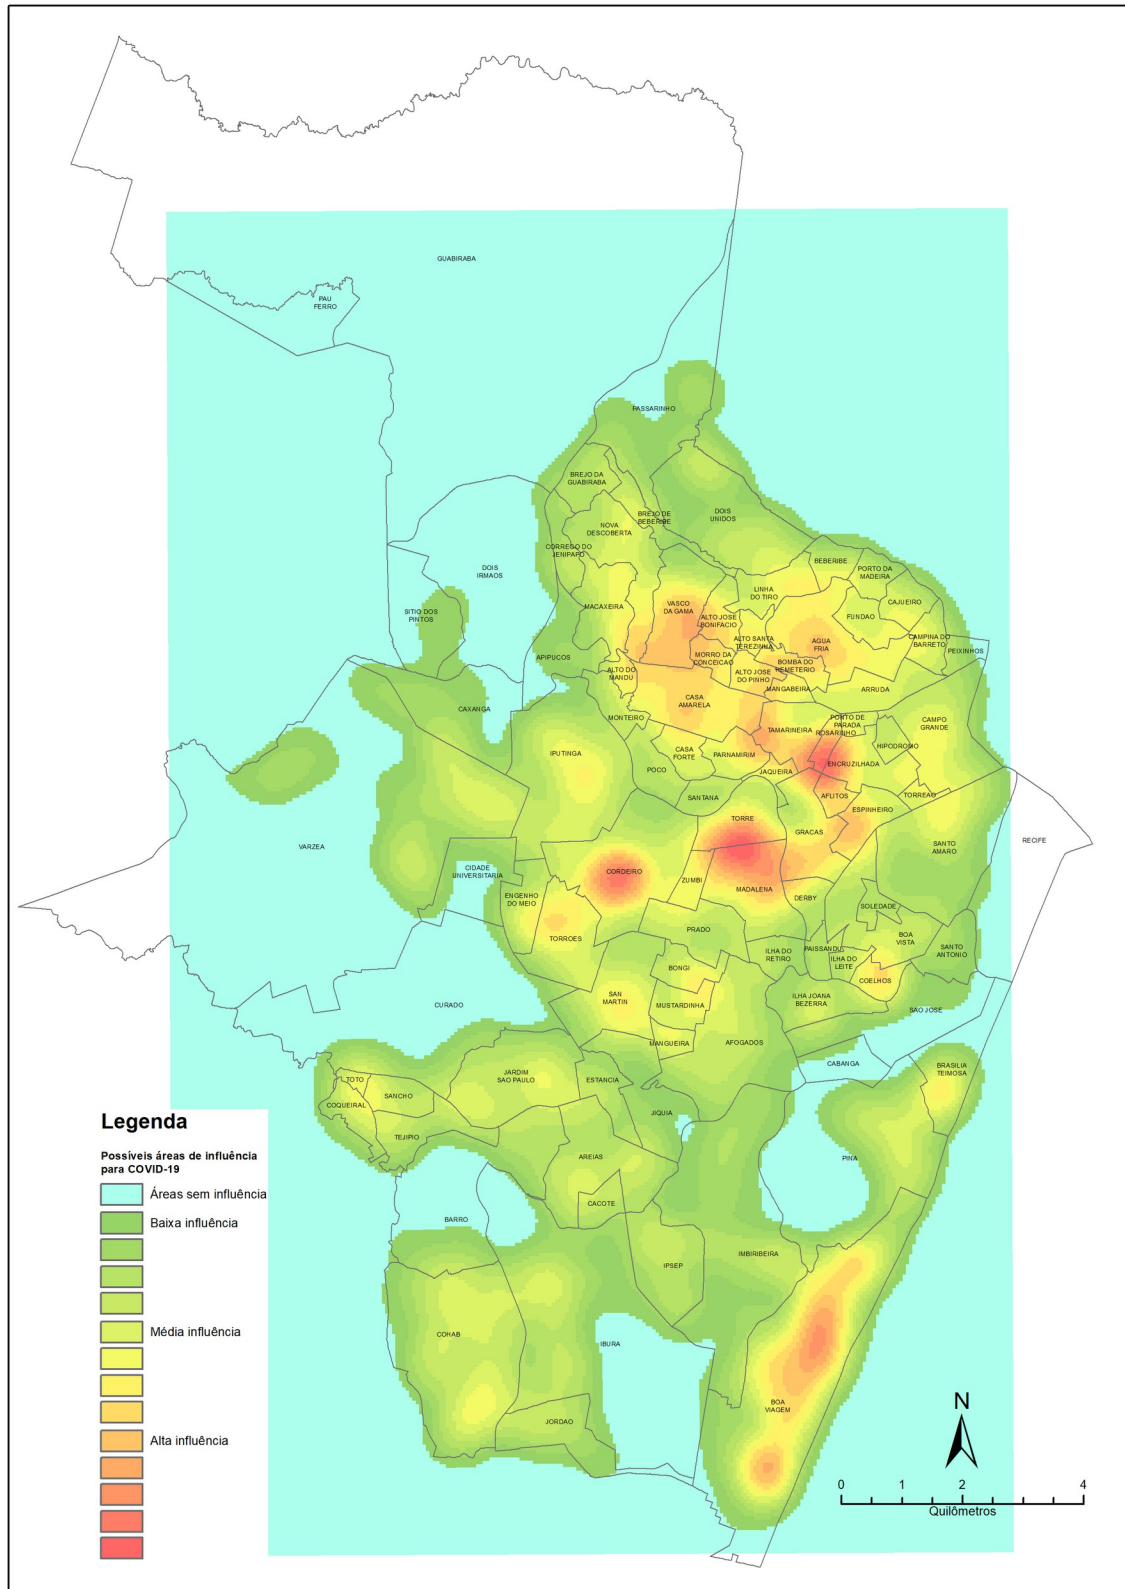 GUABIRABA
PAU
FERRO
PASSARINHO
BREJO DA
GUABIRABA
BREJO DE
BEBERIBE
DOIS
UNIDOS
NOVA
DESCOBERTA
CORREGO DO
JENIPAPO
DOIS
IRMAOS
BEBERIBE
PORTO DA
MADEIRA
LINHA
DO TIRO
CAJUEIRO
SITIO DOS
PINTOS
MACAXEIRA
VASCO
DA GAMA
ALTO JOSE
BONIFACIO
FUNDAO
ALTO SANTA
TEREZINHA
AGUA
FRIA
CAMPINA DO
BARRETO
PEIXINHOS
APIPUCOS
MORRO DA
CONCEICAO
BOMBA DO
HEMETERIO
ALTO DO
MANDU
ALTO JOSE
DO PINHO
MANGABEIRA
ARRUDA
CASA
AMARELA
CAXANGA
MONTEIRO
TAMARINEIRA
PONTO DE
PARADA
ROSARINHO
CAMPO
GRANDE
HIPODROMO
IPUTINGA
CASA
FORTE
PARNAMIRIM
ENCRUZILHADA
POCO
JAQUEIRA
SANTANA
AFLITOS
TORREAO
ESPINHEIRO
TORRE
GRACAS
SANTO
AMARO
RECIFE
VARZEA
CIDADE
UNIVERSITARIA
CORDEIRO
ZUMBI
MADALENA
ENGENHO
DO MEIO
DERBY
SOLEDADE
TORROES
PRADO
BOA
VISTA
PAISSANDU
ILHA DO
RETIRO
ILHA DO
LEITE
SANTO
ANTONIO
BONGI
COELHOS
SAN
MARTIN
MUSTARDINHA
ILHA JOANA
BEZERRA
CURADO
SAO JOSE
MANGUEIRA
AFOGADOS
CABANGA
BRASILIA
TEIMOSA
JARDIM
SAO PAULO
ESTANCIA
TOTO
SANCHO
COQUEIRAL
JIQUIA
TEJIPIO
AREIAS
PINA
CACOTE
BARRO
IMBIRIBEIRA
IPSEP
COHAB
IBURA
BOA
VIAGEM
JORDAO
Legenda
Possíveis áreas de influência
para COVID-19
Áreas sem influência
Baixa influência
Média influência
Alta influência
N
0 1 2 4
Quilômetros